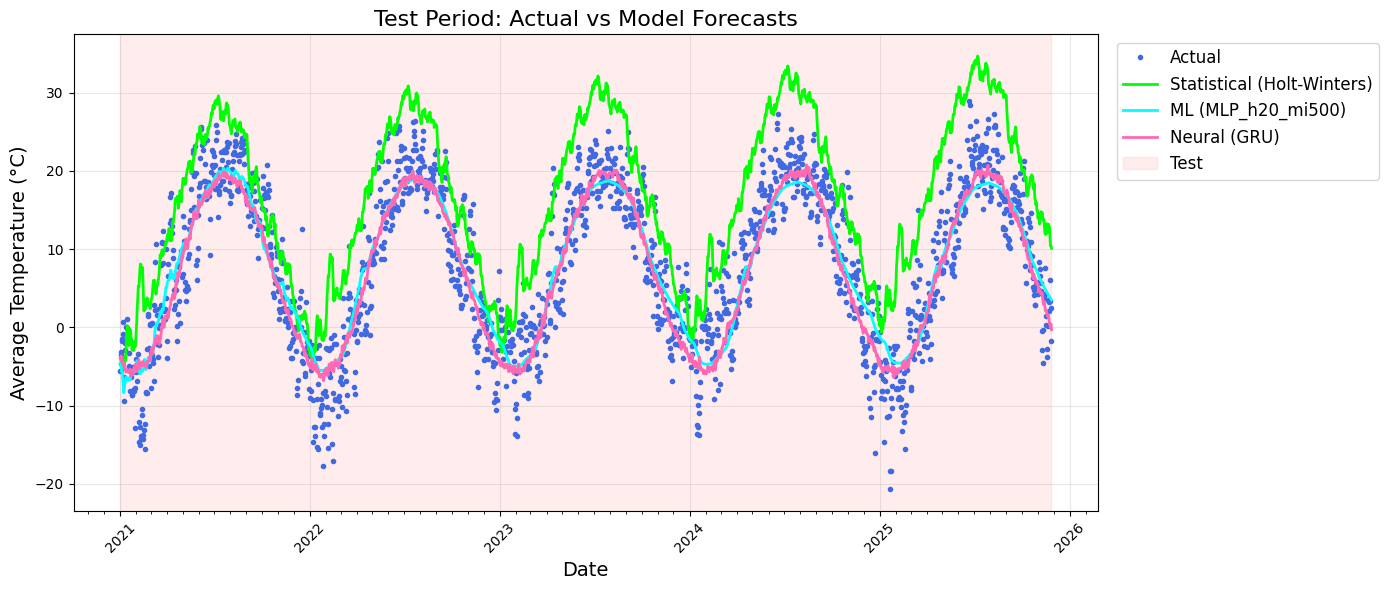 Test Period: Actual vs Model Forecasts
Average Temperature (°C)
30
20
10
0
−10
−20
2021
2022
2023
2024
2025
2026
Date
Actual
Statistical (Holt-Winters)
ML (MLP_h20_mi500)
Neural (GRU)
Test